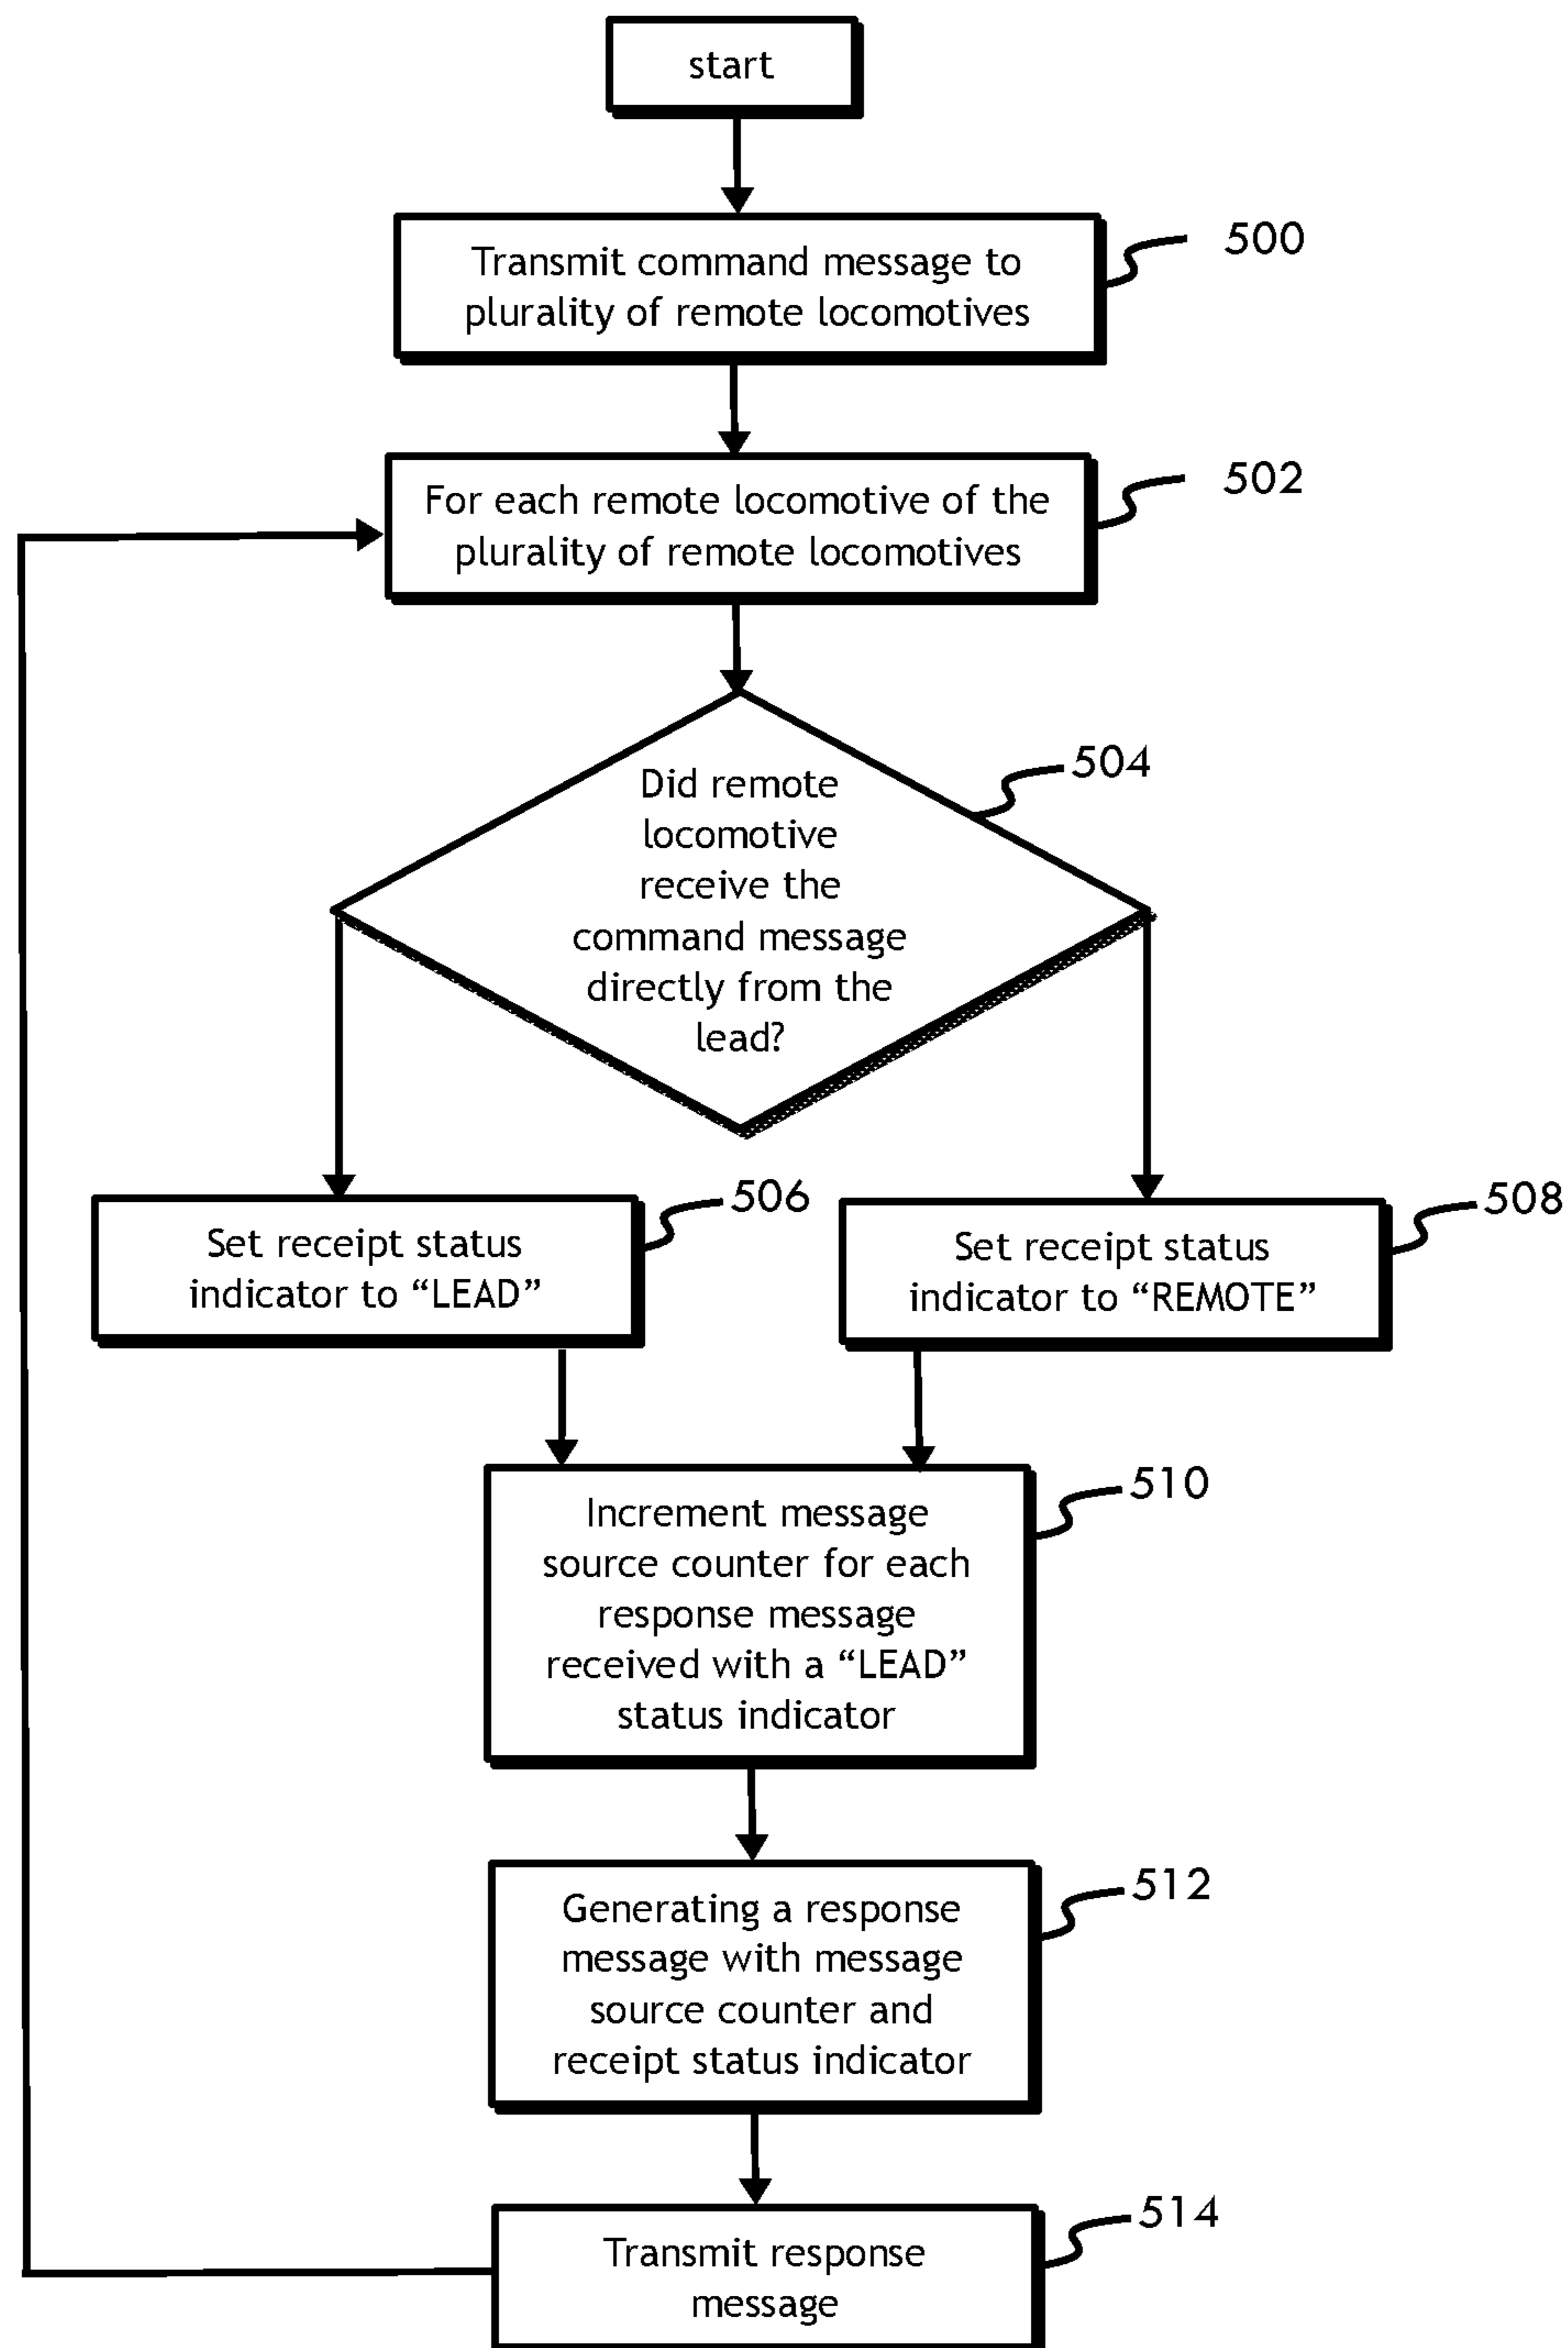 start
Transmit command message to
plurality of remote locomotives
500
For each remote locomotive of the
plurality of remote locomotives
502
Did remote
locomotive
receive the
command message
directly from the
lead?
504
Set receipt status
indicator to “LEAD”
506
Set receipt status
indicator to “REMOTE”
508
Increment message
source counter for each
response message
received with a “LEAD”
status indicator
510
Generating a response
message with message
source counter and
receipt status indicator
512
Transmit response
message
514